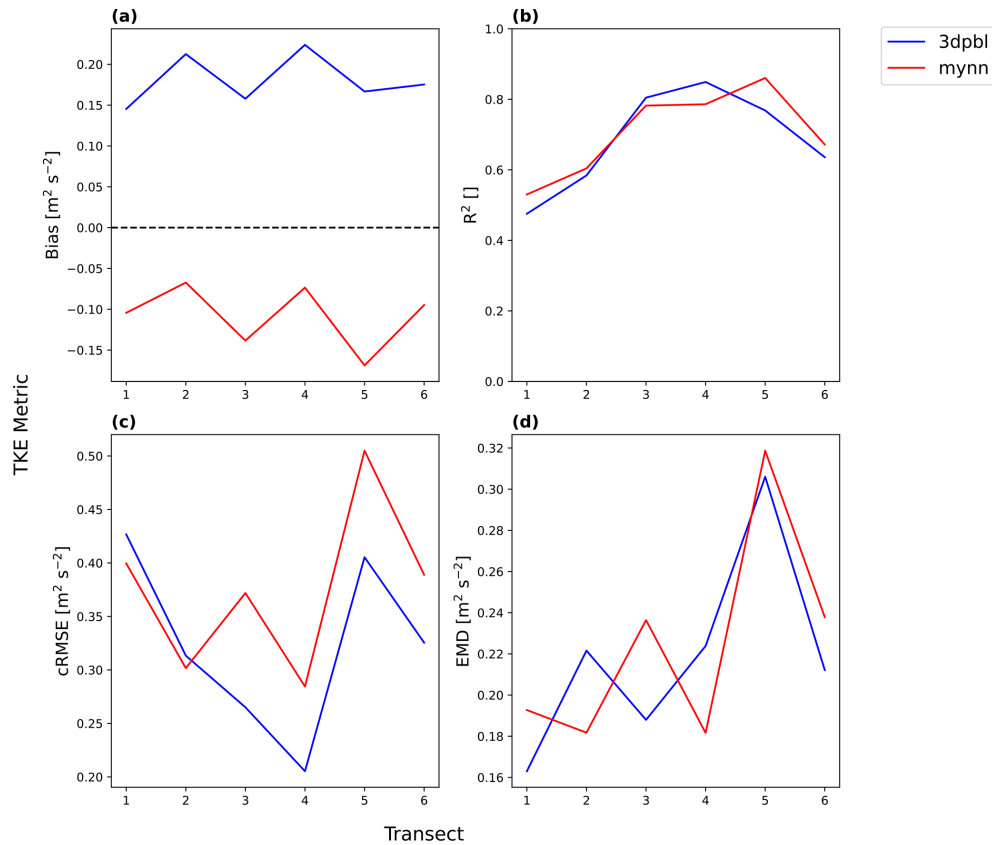 (a)
0.20
0.15
0.10
0.05
0.00
−0.05
−0.10
−0.15
Bias [m² s⁻²]
1 2 3 4 5 6
(b)
1.0
0.8
0.6
0.4
0.2
0.0
R² []
1 2 3 4 5 6
3dpbl
mynn
TKE Metric
(c)
0.50
0.45
0.40
0.35
0.30
0.25
0.20
cRMSE [m² s⁻²]
1 2 3 4 5 6
(d)
0.32
0.30
0.28
0.26
0.24
0.22
0.20
0.18
0.16
EMD [m² s⁻²]
1 2 3 4 5 6
Transect